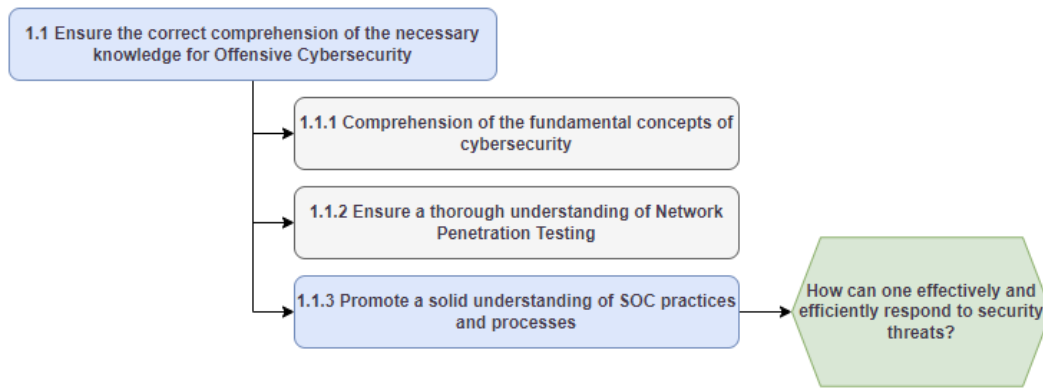 1.1 Ensure the correct comprehension of the necessary
knowledge for Offensive Cybersecurity
1.1.1 Comprehension of the fundamental concepts of
cybersecurity
1.1.2 Ensure a thorough understanding of Network
Penetration Testing
1.1.3 Promote a solid understanding of SOC practices
and processes
How can one effectively and
efficiently respond to security
threats?